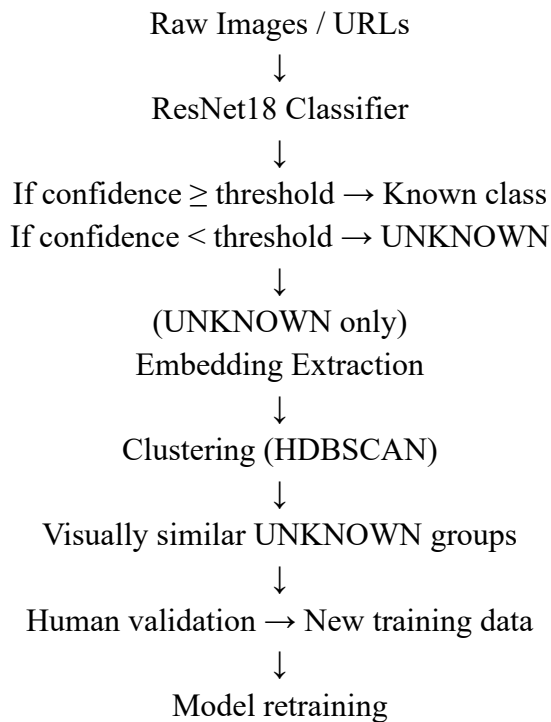 Raw Images / URLs
↓
ResNet18 Classifier
↓
If confidence ≥ threshold → Known class
If confidence < threshold → UNKNOWN
↓
(UNKNOWN only)
Embedding Extraction
↓
Clustering (HDBSCAN)
↓
Visually similar UNKNOWN groups
↓
Human validation → New training data
↓
Model retraining